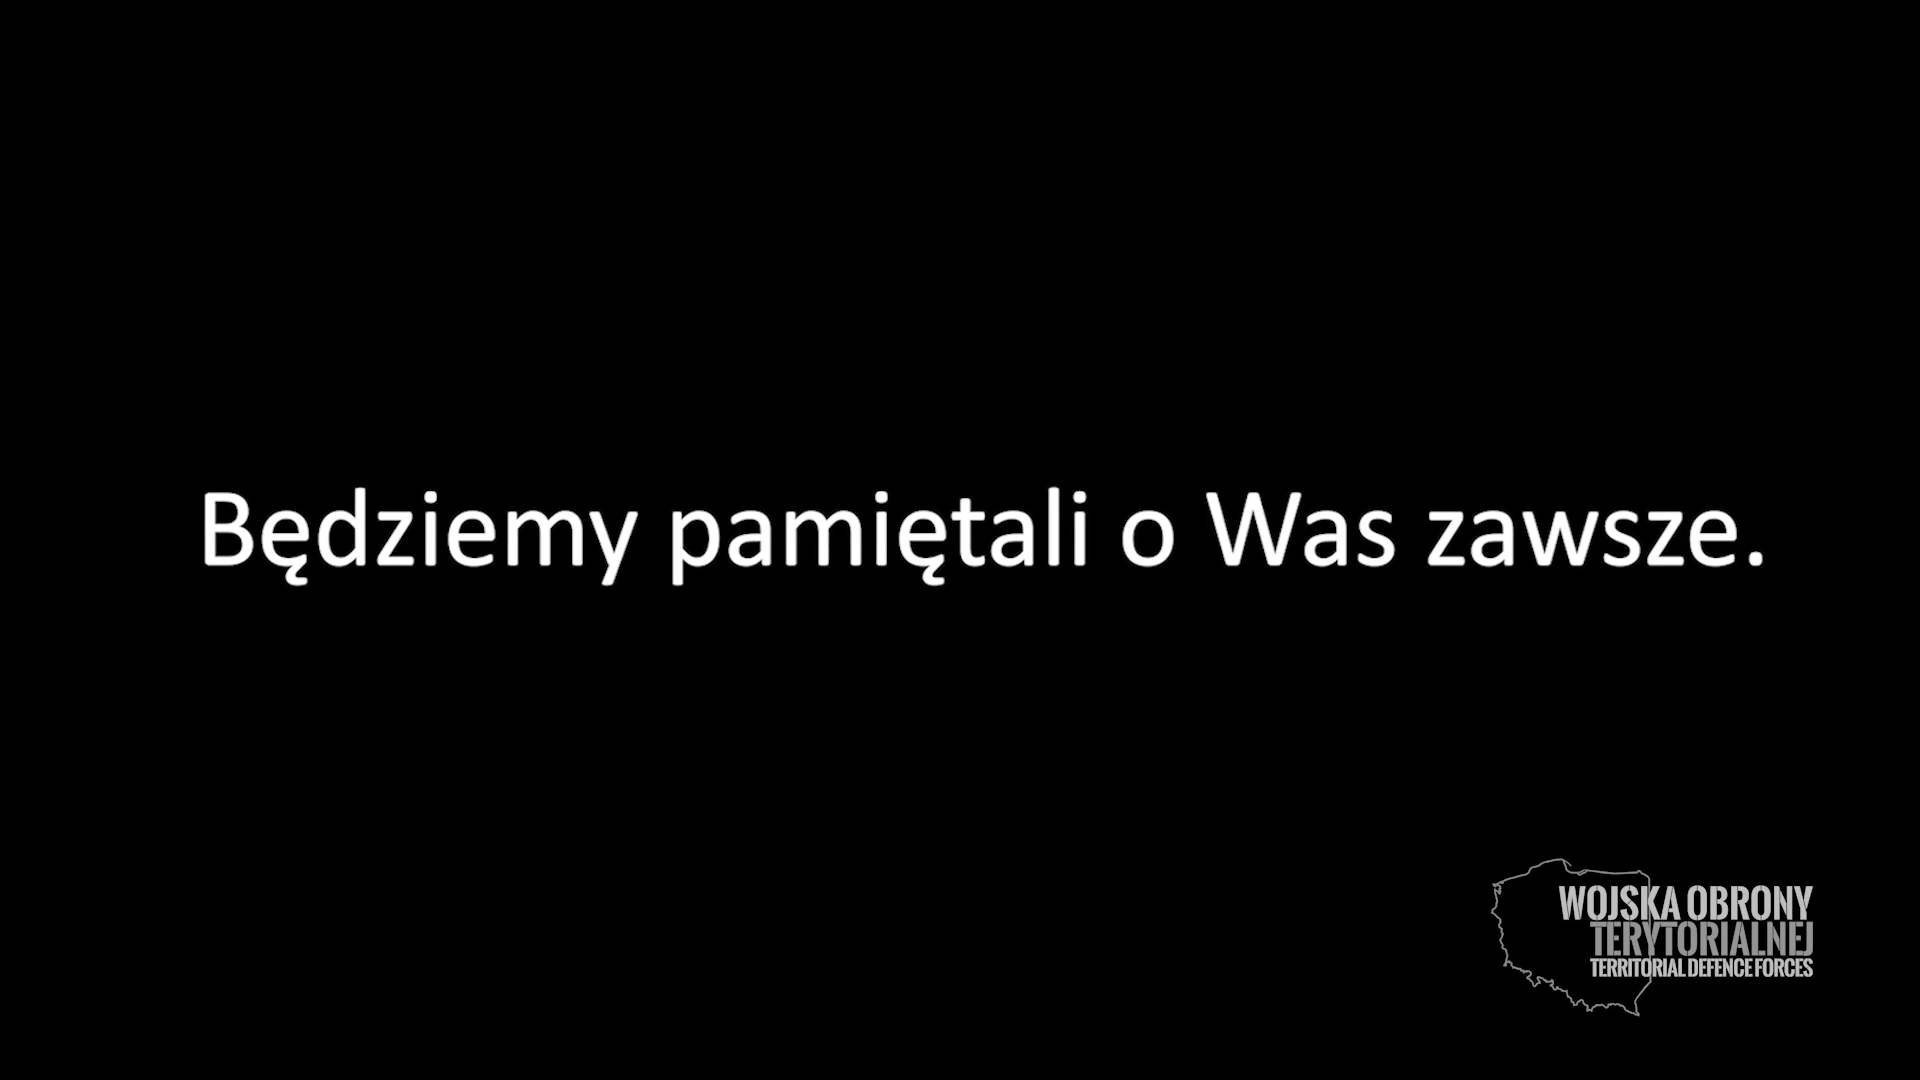 Będziemy pamiętali o Was zawsze.
WOJSKA OBRONY
TERYTORIALNEJ
TERRITORIAL DEFENCE FORCES